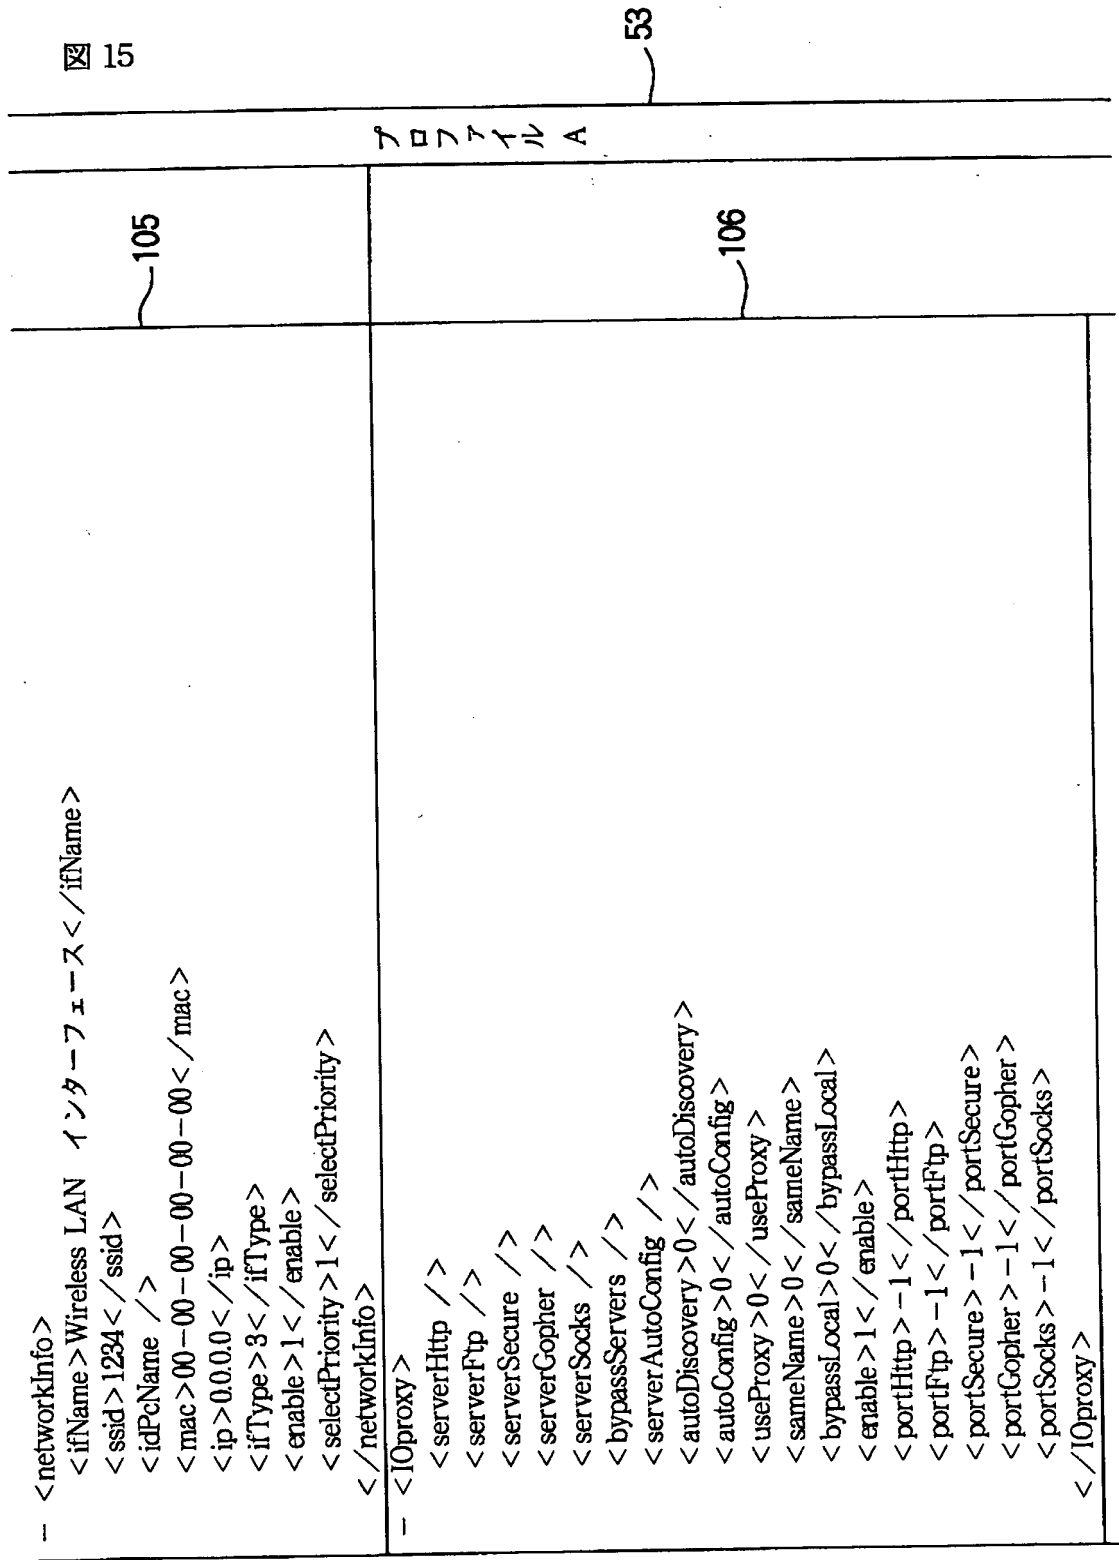 図 15
− <networkInfo>
<ifName>Wireless LAN インターフェース</ifName>
<ssid>1234</ssid>
<idPcName />
<mac>00−00−00−00−00−00</mac>
<ip>0.0.0.0</ip>
<ifType>3</ifType>
<enable>1</enable>
<selectPriority>1</selectPriority>
</networkInfo>
105
− <IOproxy>
<serverHttp />
<serverFtp />
<serverSecure />
<serverGopher />
<serverSocks />
<bypassServers />
<serverAutoConfig />
<autoDiscovery>0</autoDiscovery>
<autoConfig>0</autoConfig>
<useProxy>0</useProxy>
<sameName>0</sameName>
<bypassLocal>0</bypassLocal>
<enable>1</enable>
<portHttp>−1</portHttp>
<portFtp>−1</portFtp>
<portSecure>−1</portSecure>
<portGopher>−1</portGopher>
<portSocks>−1</portSocks>
</IOproxy>
106
プロファイル A
53